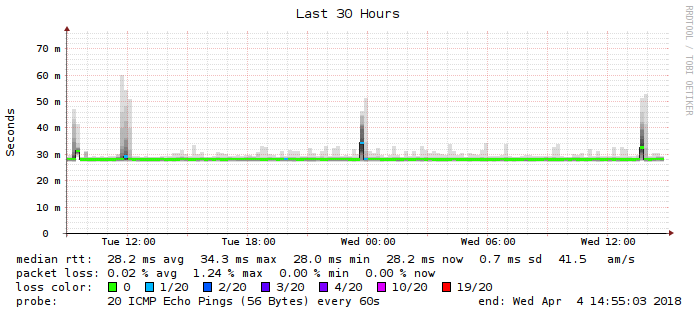 Last 30 Hours
RRDTOOL / TOBI OETIKER
Seconds
70 m
60 m
50 m
40 m
30 m
20 m
10 m
0
Tue 12:00 Tue 18:00 Wed 00:00 Wed 06:00 Wed 12:00
median rtt: 28.2 ms avg 34.3 ms max 28.0 ms min 28.2 ms now 0.7 ms sd 41.5 am/s
packet loss: 0.02 % avg 1.24 % max 0.00 % min 0.00 % now
loss color: 0 1/20 2/20 3/20 4/20 10/20 19/20
probe: 20 ICMP Echo Pings (56 Bytes) every 60s end: Wed Apr 4 14:55:03 2018